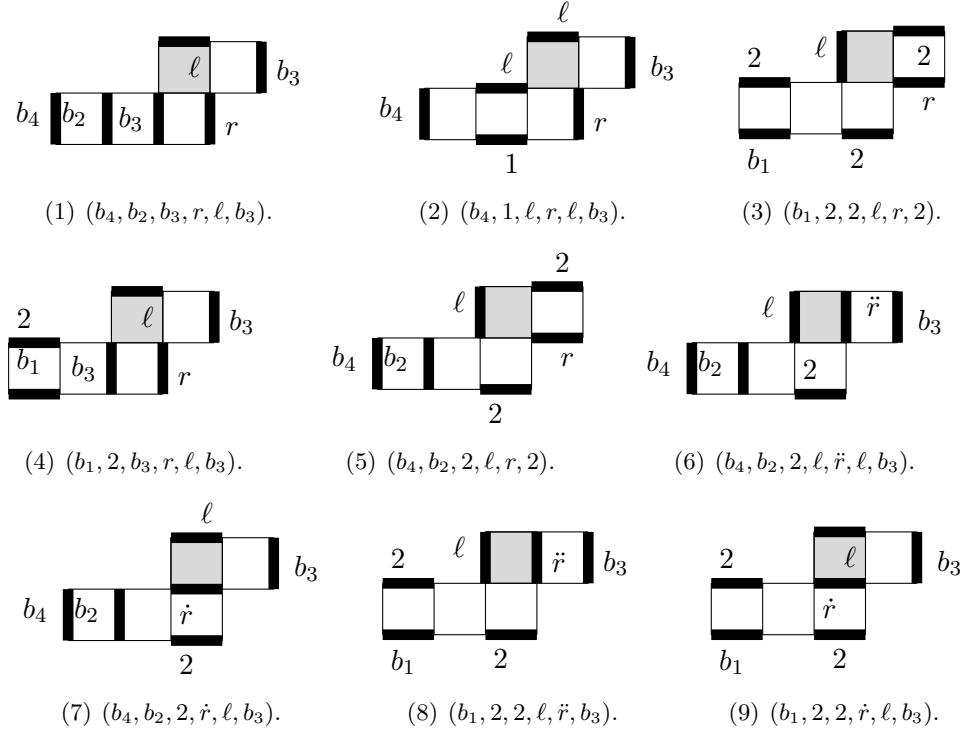 ℓ
b₃
b₄ b₂ b₃ r
(1) (b₄, b₂, b₃, r, ℓ, b₃).
ℓ
ℓ b₃
b₄ r
1
(2) (b₄, 1, ℓ, r, ℓ, b₃).
2 ℓ 2
r
b₁ 2
(3) (b₁, 2, 2, ℓ, r, 2).
2 ℓ b₃
b₁ b₃ r
(4) (b₁, 2, b₃, r, ℓ, b₃).
2
ℓ
b₄ b₂ r
2
(5) (b₄, b₂, 2, ℓ, r, 2).
ℓ r̈ b₃
b₄ b₂ 2
(6) (b₄, b₂, 2, ℓ, r̈, ℓ, b₃).
ℓ
b₃
b₄ b₂ ṙ
2
(7) (b₄, b₂, 2, ṙ, ℓ, b₃).
2 ℓ r̈ b₃
b₁ 2
(8) (b₁, 2, 2, ℓ, r̈, b₃).
2 ℓ b₃
ṙ
b₁ 2
(9) (b₁, 2, 2, ṙ, ℓ, b₃).